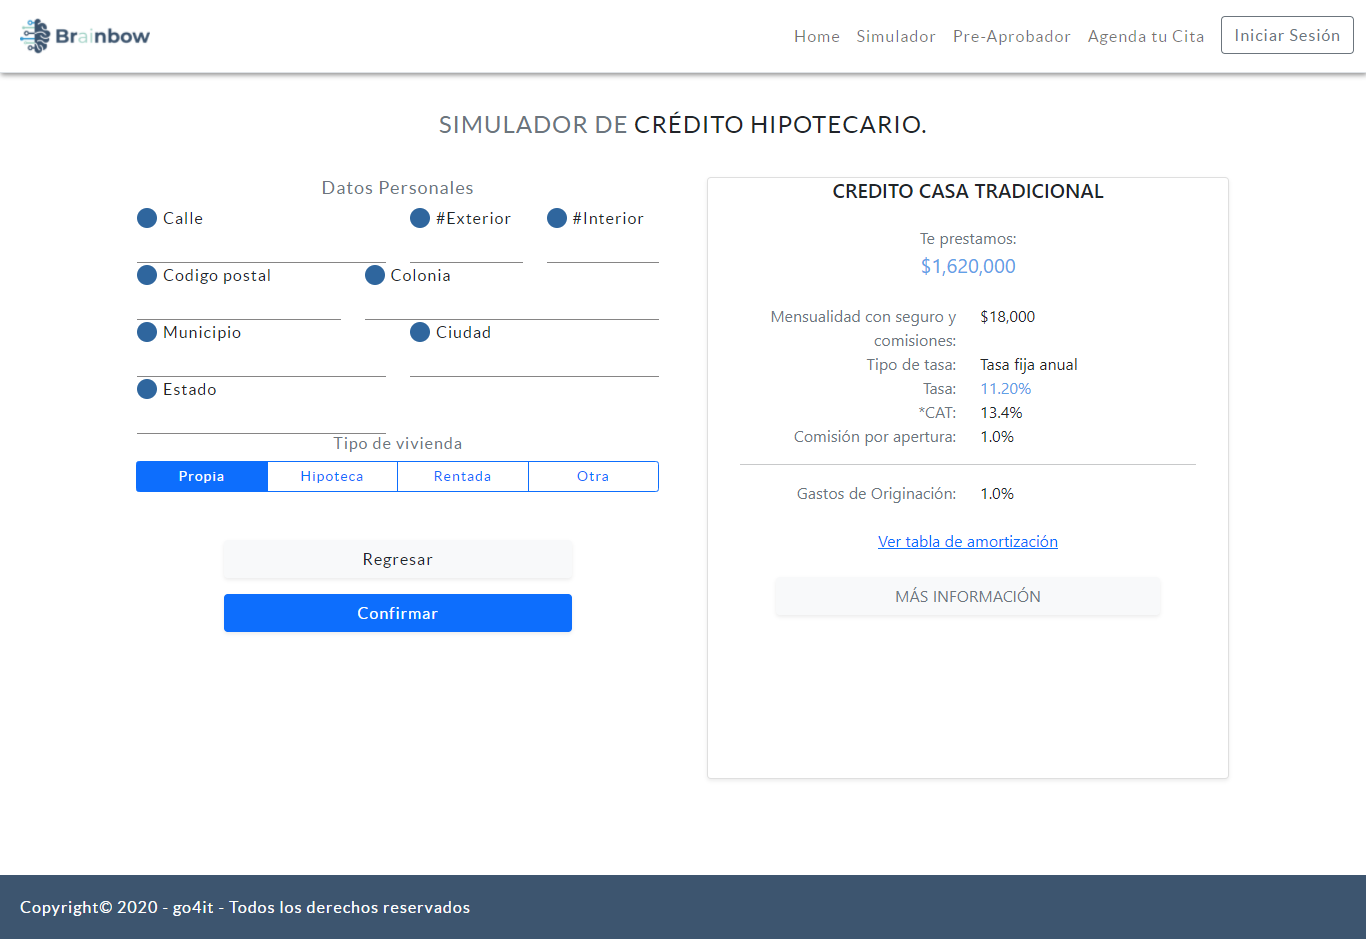 Brainbow
Home Simulador Pre-Aprobador Agenda tu Cita Iniciar Sesión
SIMULADOR DE CRÉDITO HIPOTECARIO.
Datos Personales
Calle #Exterior #Interior
Codigo postal Colonia
Municipio Ciudad
Estado
Tipo de vivienda
Propia Hipoteca Rentada Otra
Regresar
Confirmar
CREDITO CASA TRADICIONAL
Te prestamos:
$1,620,000
Mensualidad con seguro y $18,000
comisiones:
Tipo de tasa: Tasa fija anual
Tasa: 11.20%
*CAT: 13.4%
Comisión por apertura: 1.0%
Gastos de Originación: 1.0%
Ver tabla de amortización
MÁS INFORMACIÓN
Copyright© 2020 - go4it - Todos los derechos reservados